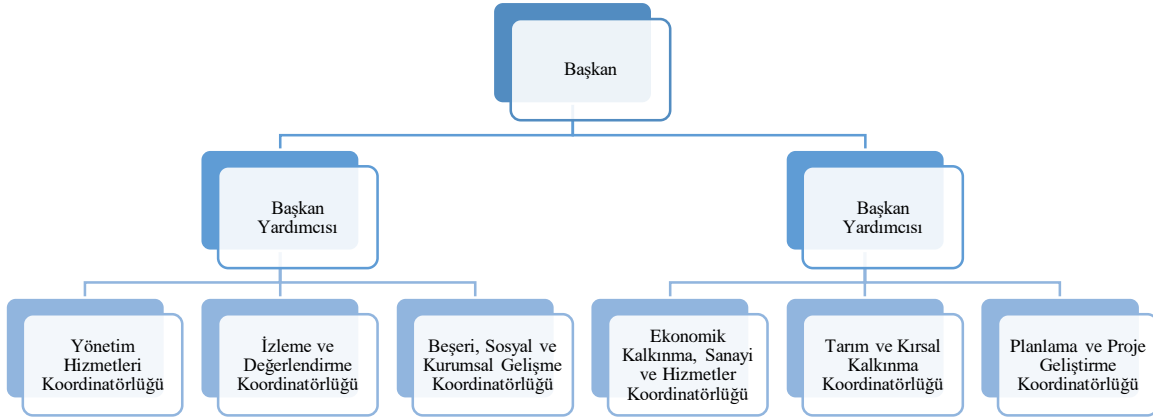 Başkan
Başkan
Yardımcısı
Başkan
Yardımcısı
Yönetim
Hizmetleri
Koordinatörlüğü
İzleme ve
Değerlendirme
Koordinatörlüğü
Beşeri, Sosyal ve
Kurumsal Gelişme
Koordinatörlüğü
Ekonomik
Kalkınma, Sanayi
ve Hizmetler
Koordinatörlüğü
Tarım ve Kırsal
Kalkınma
Koordinatörlüğü
Planlama ve Proje
Geliştirme
Koordinatörlüğü